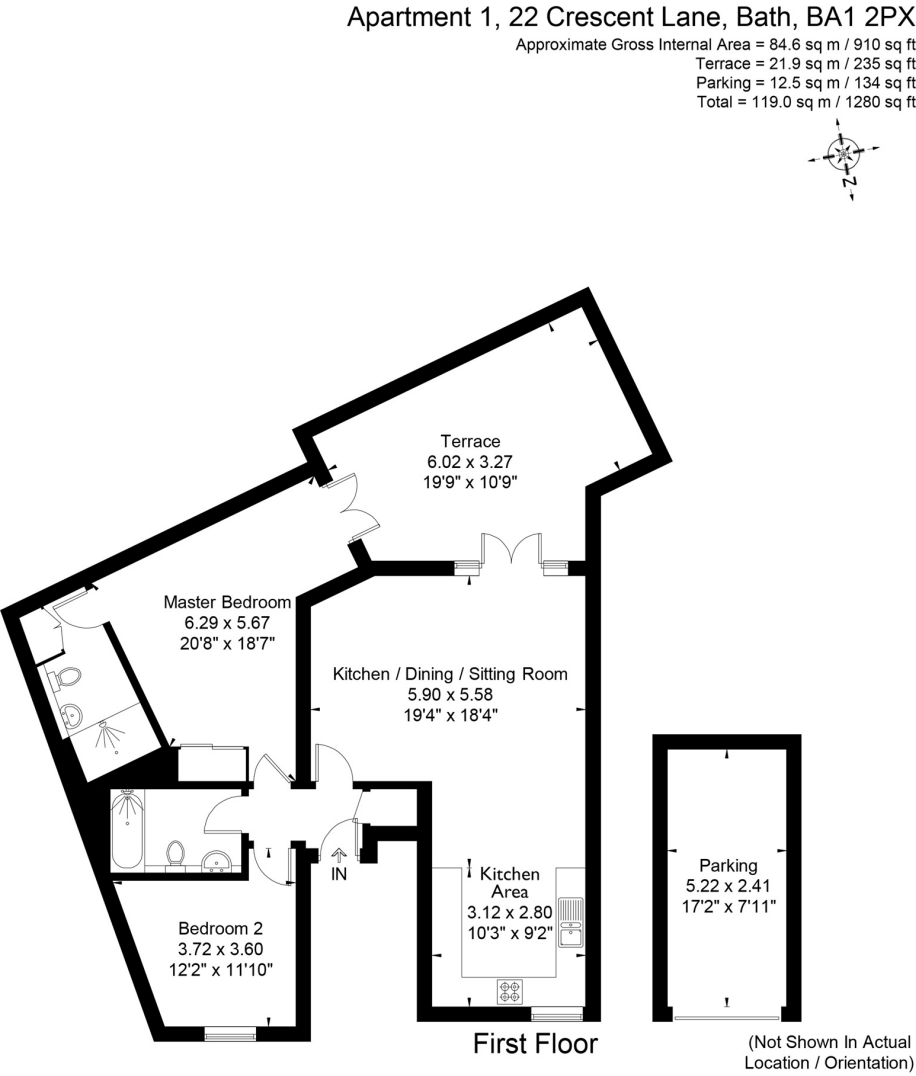 Apartment 1, 22 Crescent Lane, Bath, BA1 2PX
Approximate Gross Internal Area = 84.6 sq m / 910 sq ft
Terrace = 21.9 sq m / 235 sq ft
Parking = 12.5 sq m / 134 sq ft
Total = 119.0 sq m / 1280 sq ft
N
Terrace
6.02 x 3.27
19'9" x 10'9"
Master Bedroom
6.29 x 5.67
20'8" x 18'7"
Kitchen / Dining / Sitting Room
5.90 x 5.58
19'4" x 18'4"
IN
Kitchen
Area
3.12 x 2.80
10'3" x 9'2"
Parking
5.22 x 2.41
17'2" x 7'11"
Bedroom 2
3.72 x 3.60
12'2" x 11'10"
First Floor
(Not Shown In Actual
Location / Orientation)